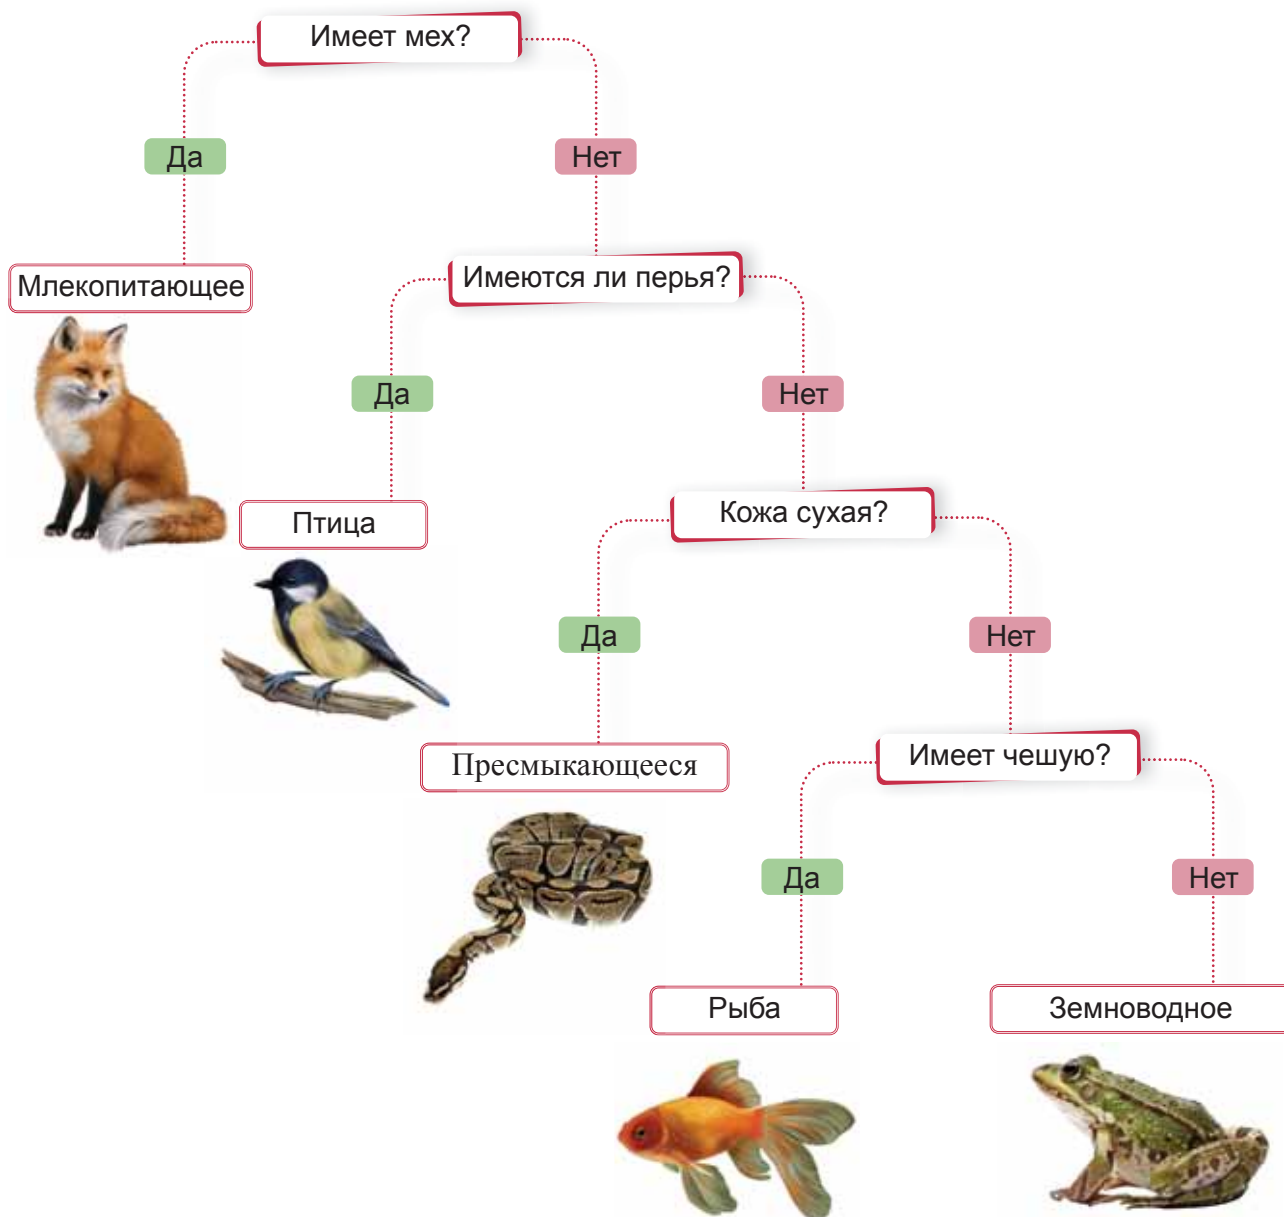 Имеет мех?
Да
Нет
Млекопитающее
Имеются ли перья?
Да
Нет
Птица
Кожа сухая?
Да
Нет
Пресмыкающееся
Имеет чешую?
Да
Нет
Рыба
Земноводное